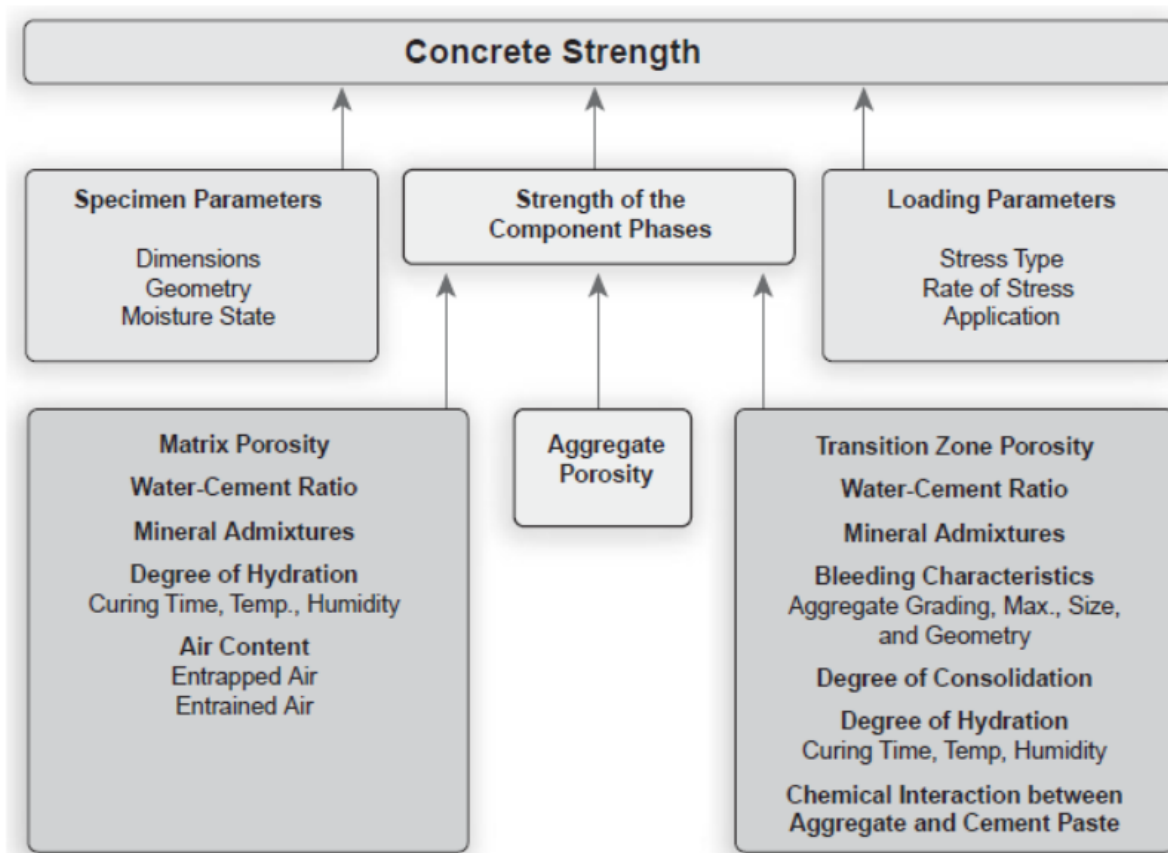 Concrete Strength
Specimen Parameters
Dimensions
Geometry
Moisture State
Strength of the
Component Phases
Loading Parameters
Stress Type
Rate of Stress
Application
Matrix Porosity
Water-Cement Ratio
Mineral Admixtures
Degree of Hydration
Curing Time, Temp., Humidity
Air Content
Entrapped Air
Entrained Air
Aggregate
Porosity
Transition Zone Porosity
Water-Cement Ratio
Mineral Admixtures
Bleeding Characteristics
Aggregate Grading, Max., Size,
and Geometry
Degree of Consolidation
Degree of Hydration
Curing Time, Temp, Humidity
Chemical Interaction between
Aggregate and Cement Paste